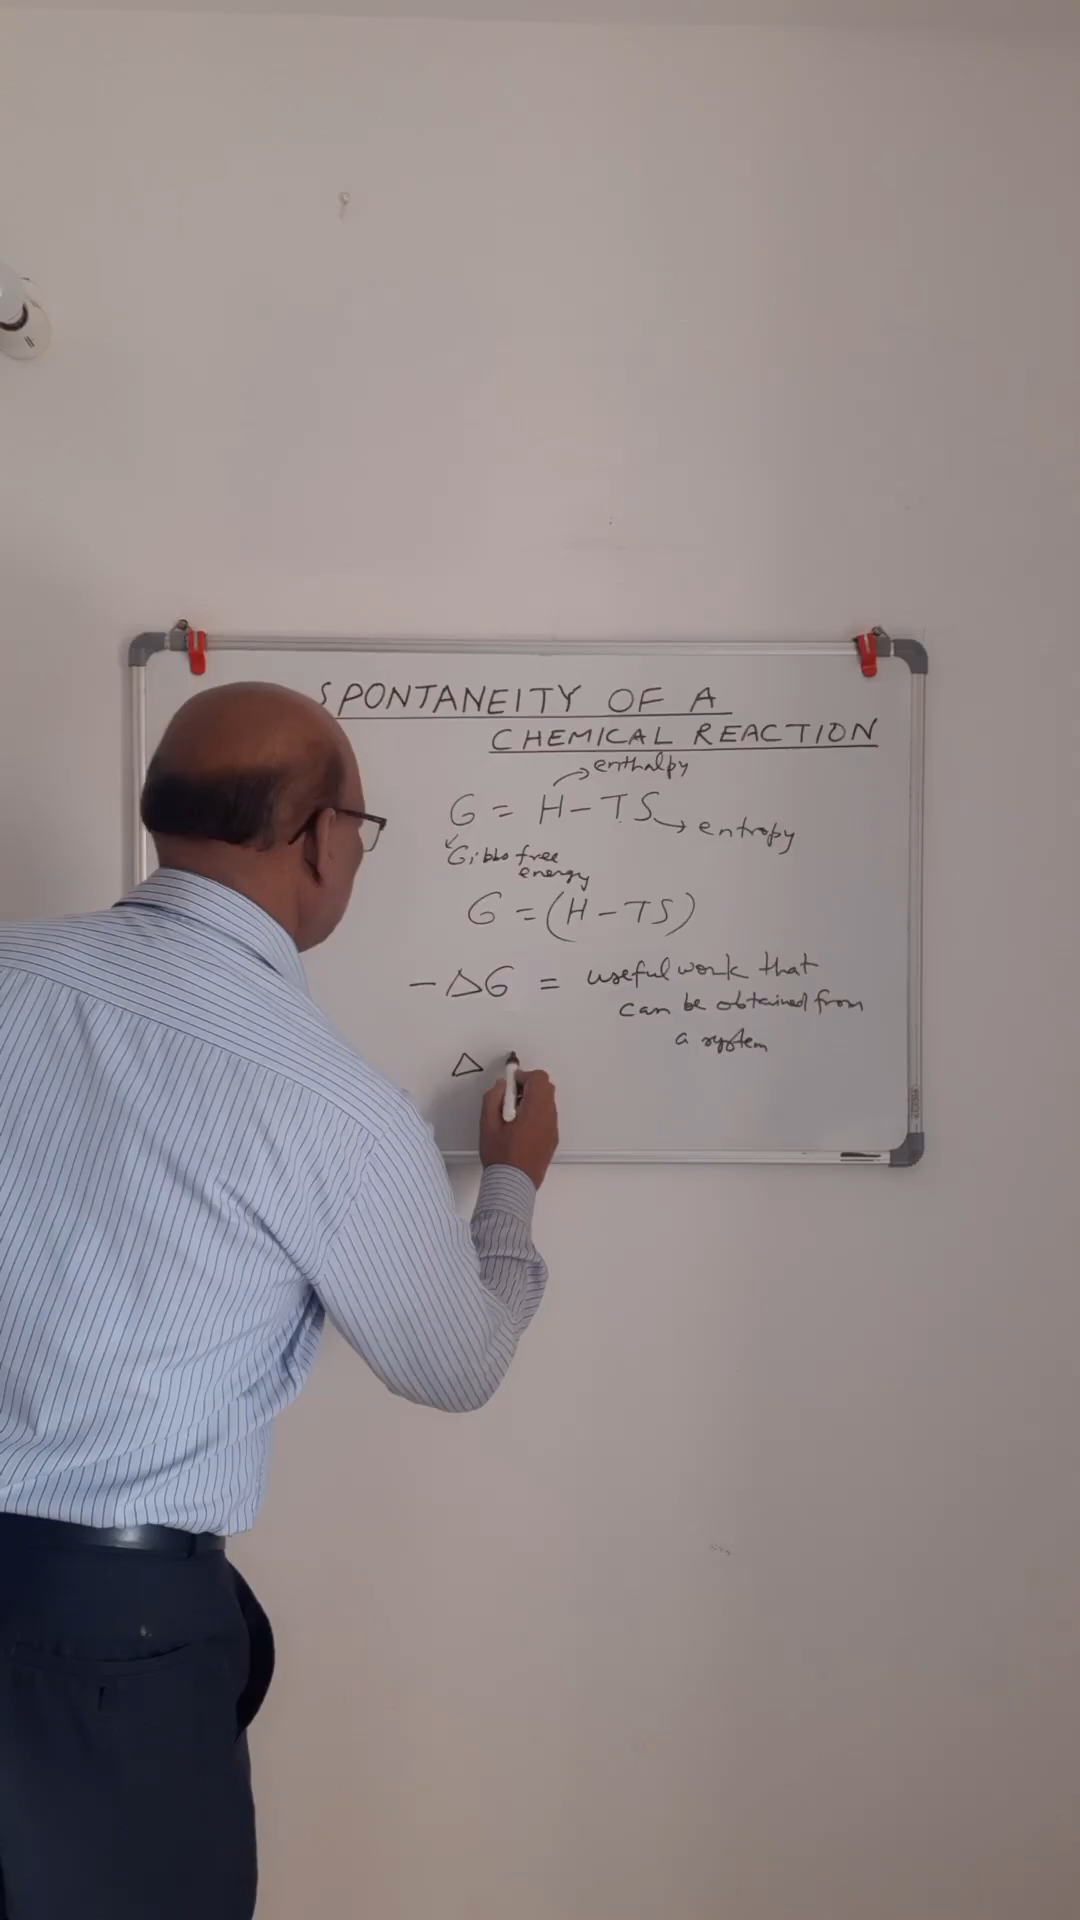 SPONTANEITY OF A
CHEMICAL REACTION
enthalpy
G = H - TS → entropy
Gibbs free
energy
G = (H - TS)
- ΔG = useful work that
can be obtained from
a system
Δ